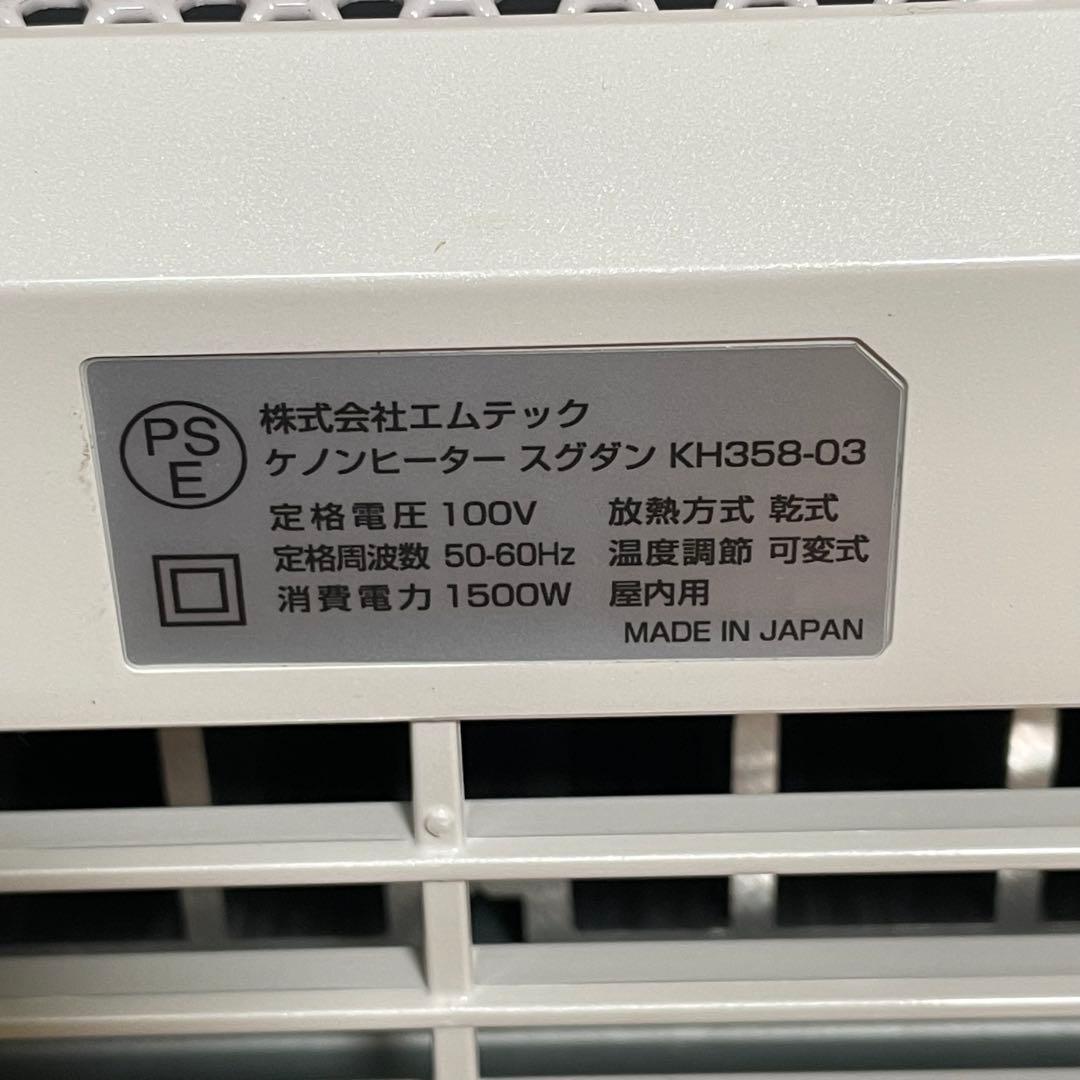 PS
E
株式会社エムテック
ケノンヒーター スグダン KH358-03
定格電圧 100V 放熱方式 乾式
定格周波数 50-60Hz 温度調節 可変式
消費電力 1500W 屋内用
MADE IN JAPAN